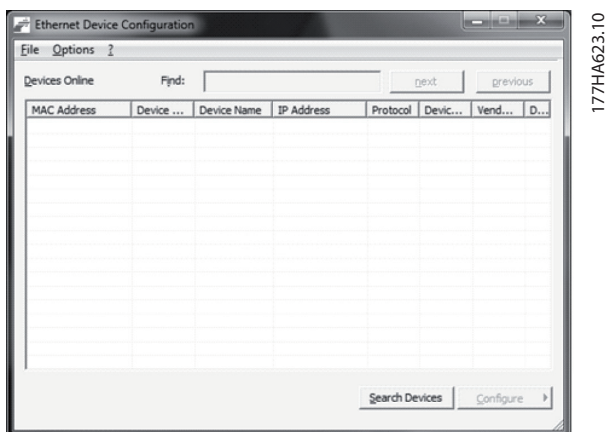 Ethernet Device Configuration
File Options ?
Devices Online Find: next previous
MAC Address Device ... Device Name IP Address Protocol Devic... Vend... D...
Search Devices Configure
177HA623.10